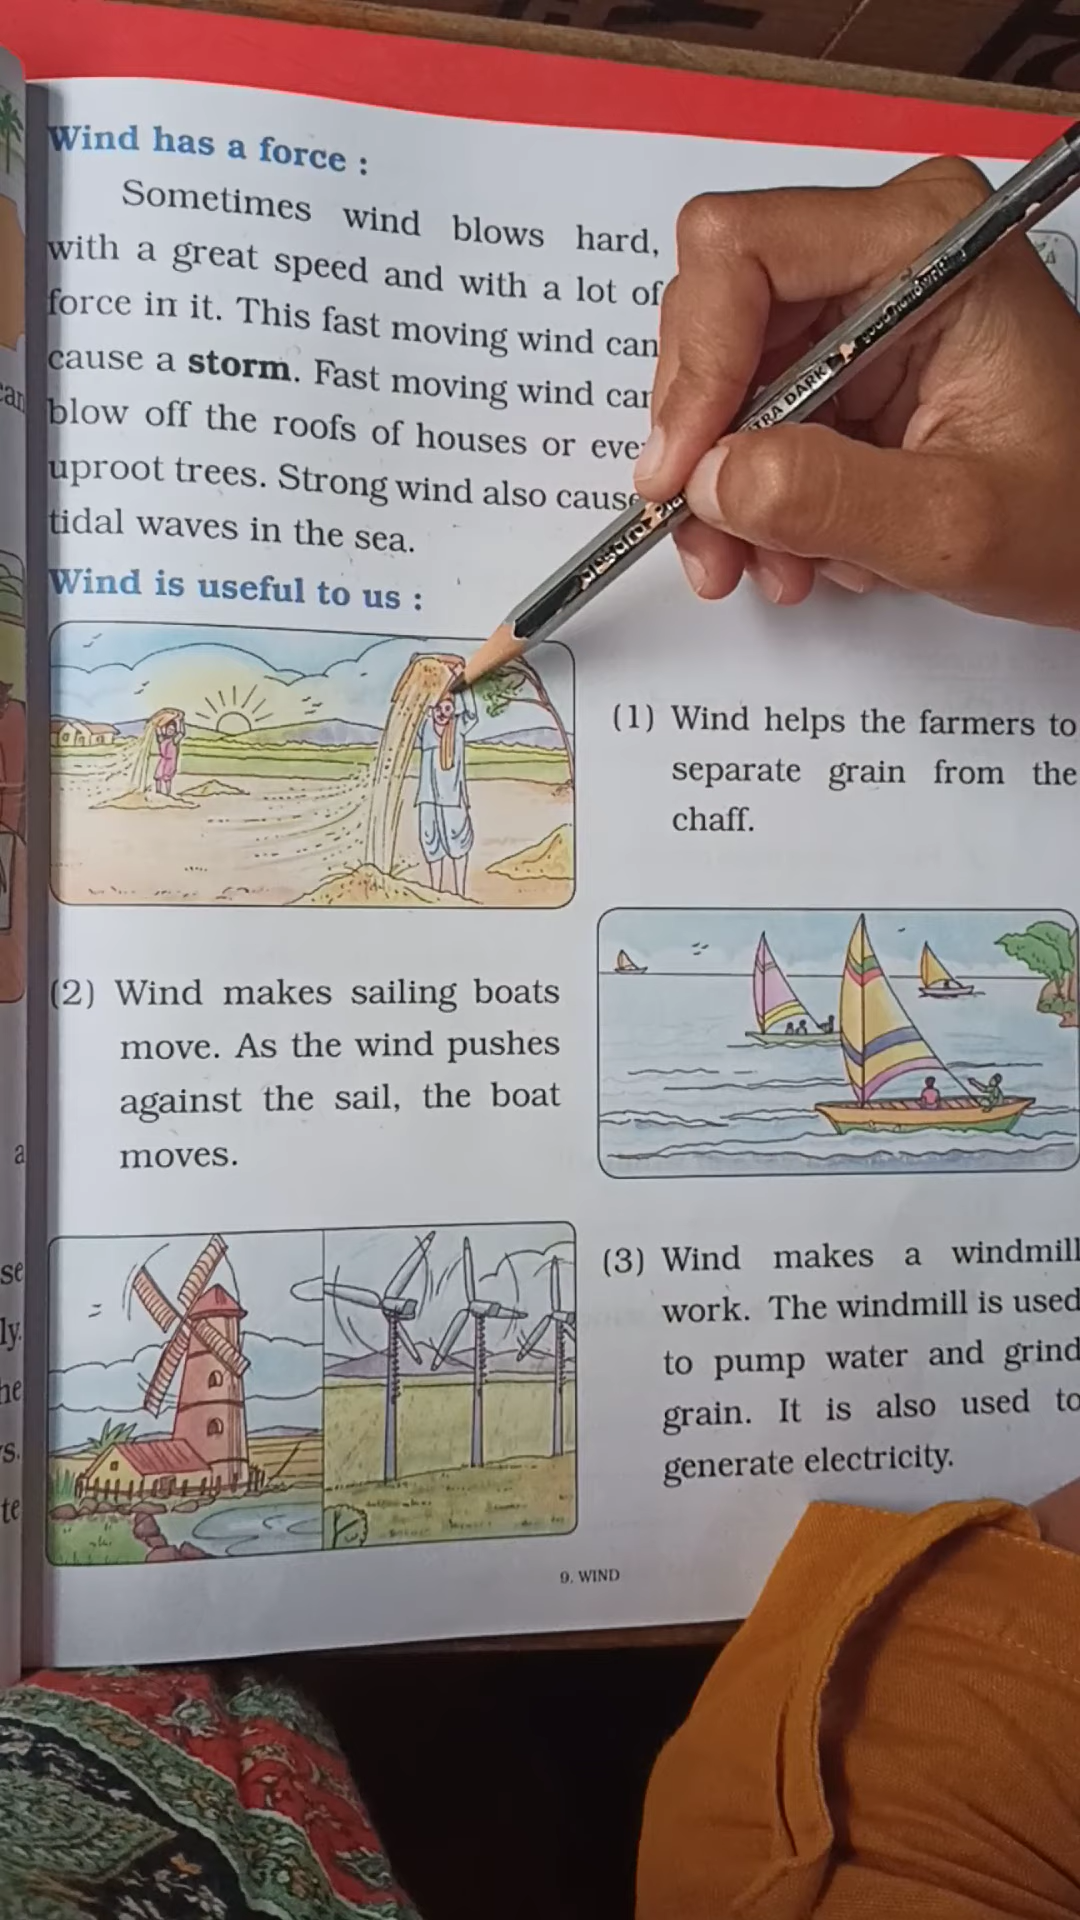 Wind has a force :
Sometimes wind blows hard,
with a great speed and with a lot of
force in it. This fast moving wind can
cause a storm. Fast moving wind can
blow off the roofs of houses or eve
uproot trees. Strong wind also cause
tidal waves in the sea.
Wind is useful to us :
(1) Wind helps the farmers to
separate grain from the
chaff.
(2) Wind makes sailing boats
move. As the wind pushes
against the sail, the boat
moves.
(3) Wind makes a windmill
work. The windmill is used
to pump water and grind
grain. It is also used to
generate electricity.
9. WIND
TRA DARK